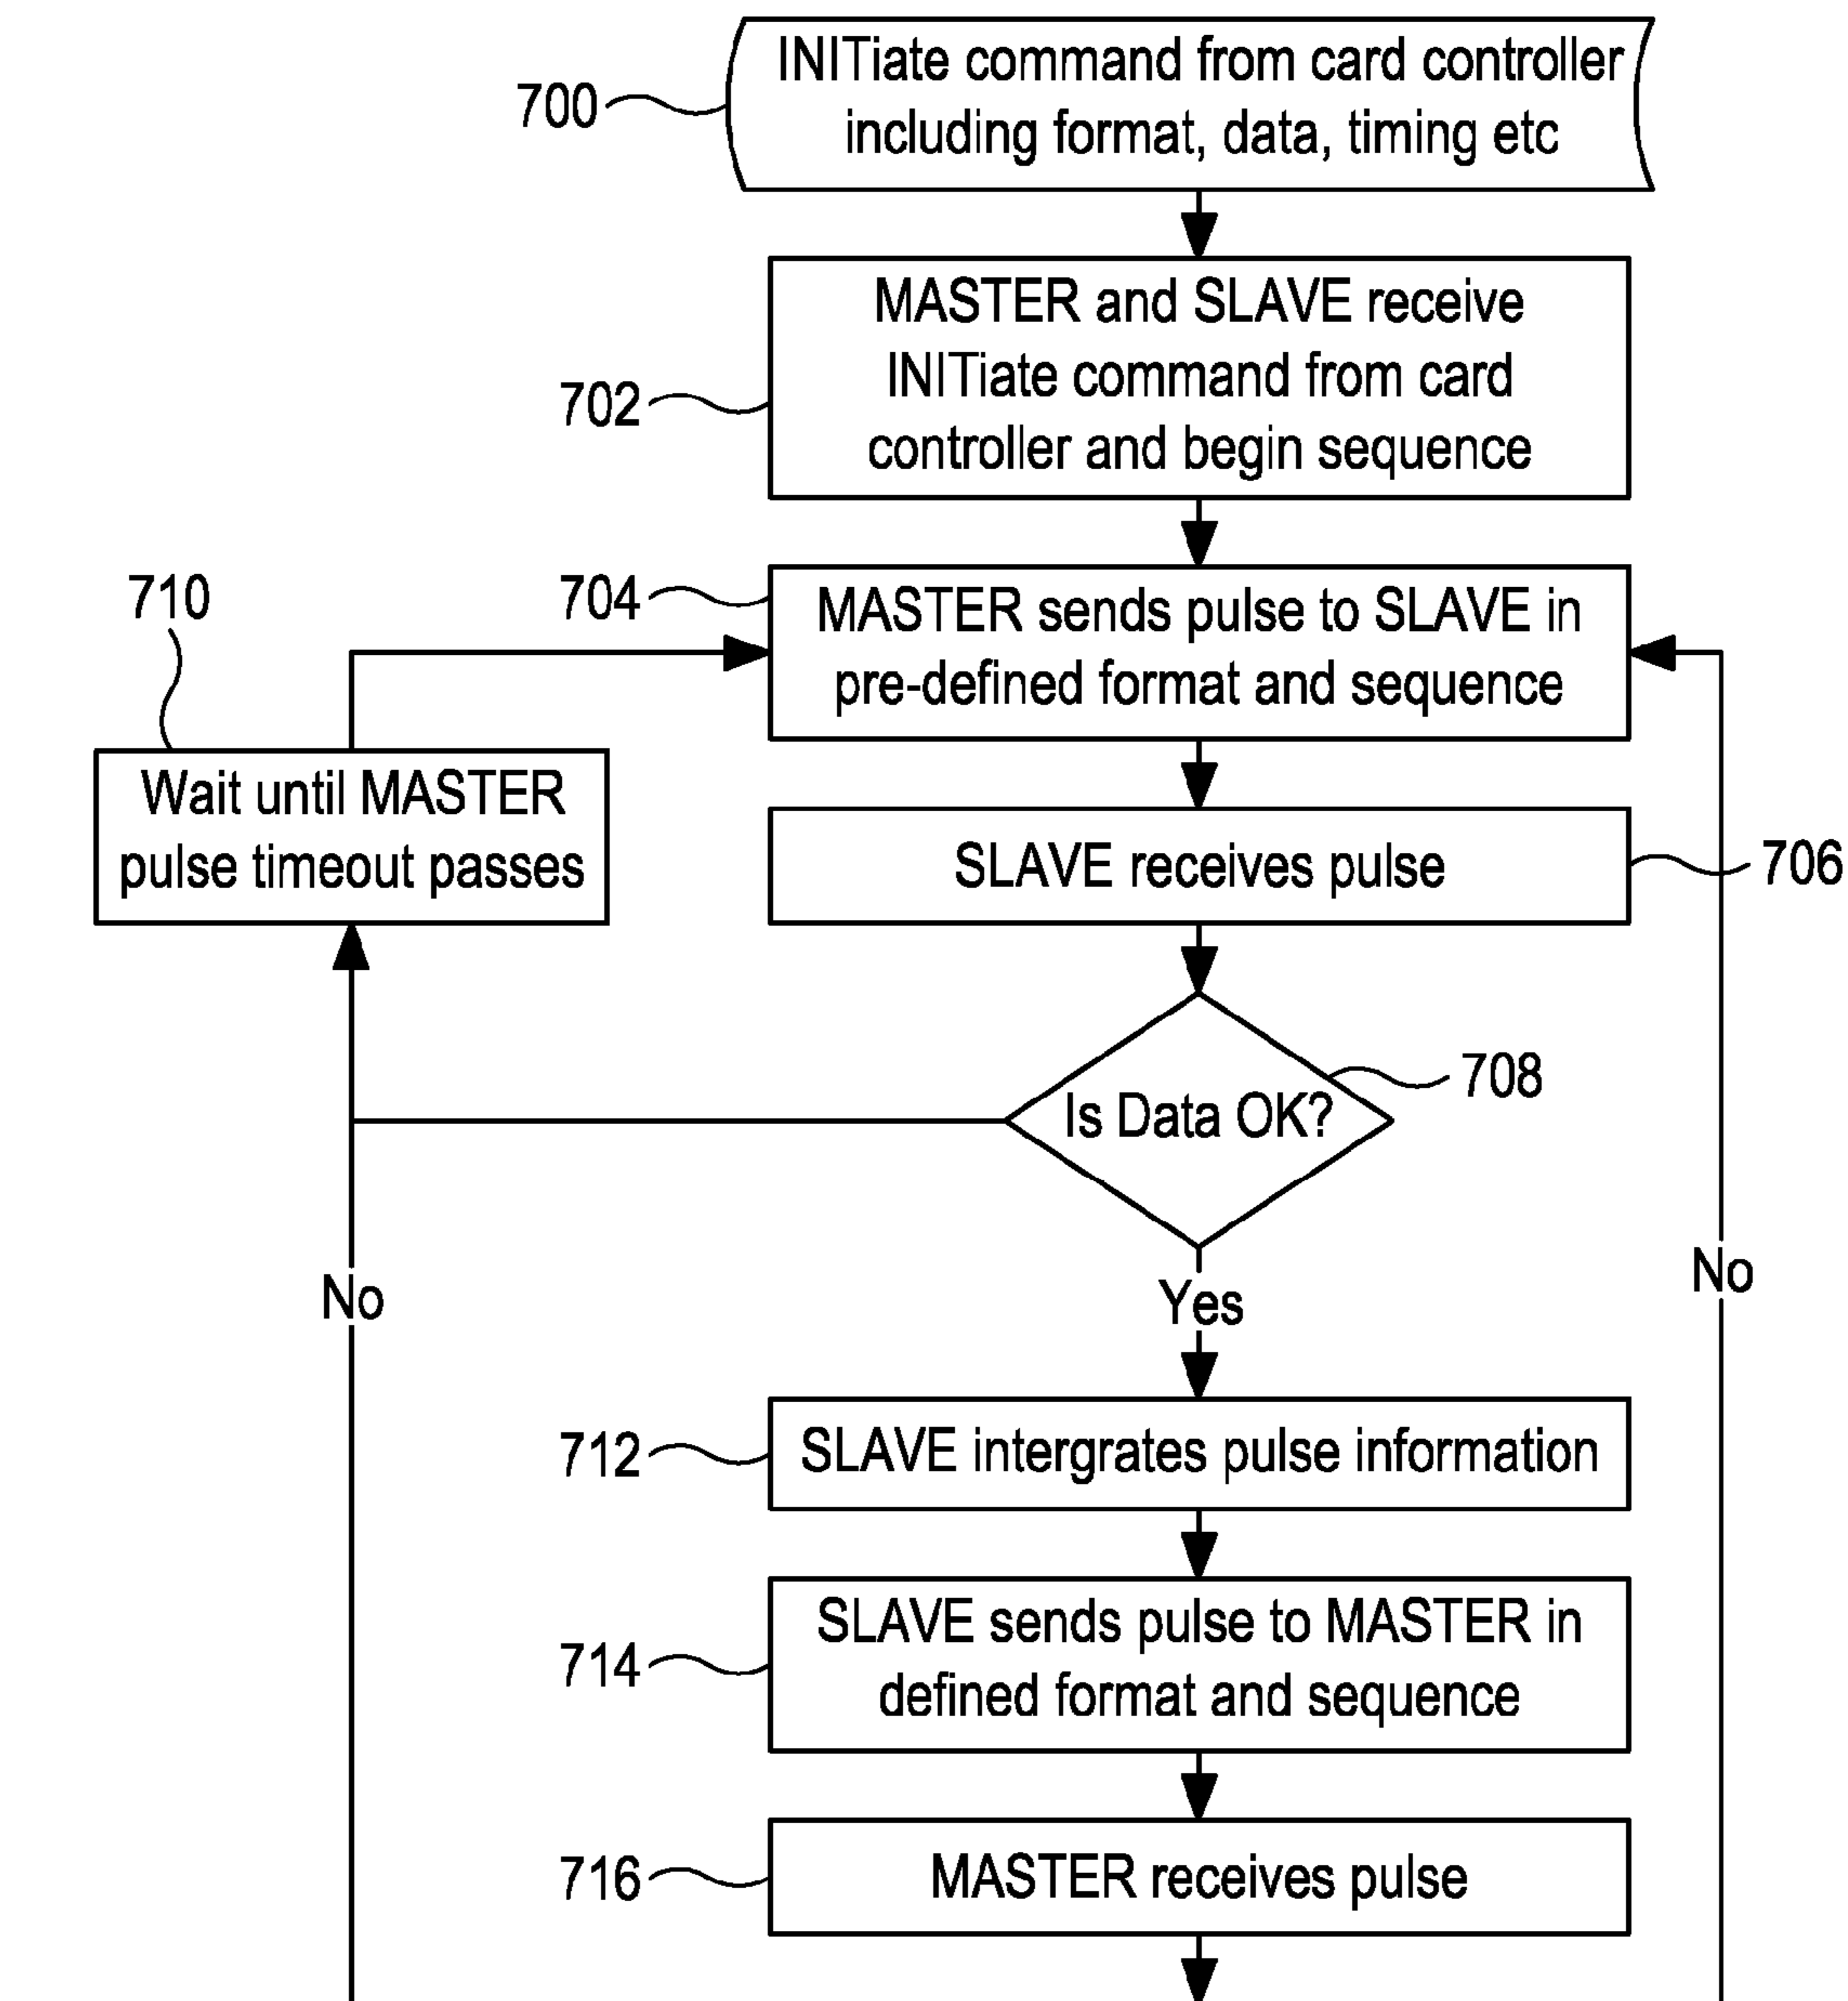 INITiate command from card controller
including format, data, timing etc
700
MASTER and SLAVE receive
INITiate command from card
controller and begin sequence
702
710
704
MASTER sends pulse to SLAVE in
pre-defined format and sequence
Wait until MASTER
pulse timeout passes
SLAVE receives pulse
706
708
Is Data OK?
No
Yes
No
712
SLAVE intergrates pulse information
714
SLAVE sends pulse to MASTER in
defined format and sequence
716
MASTER receives pulse